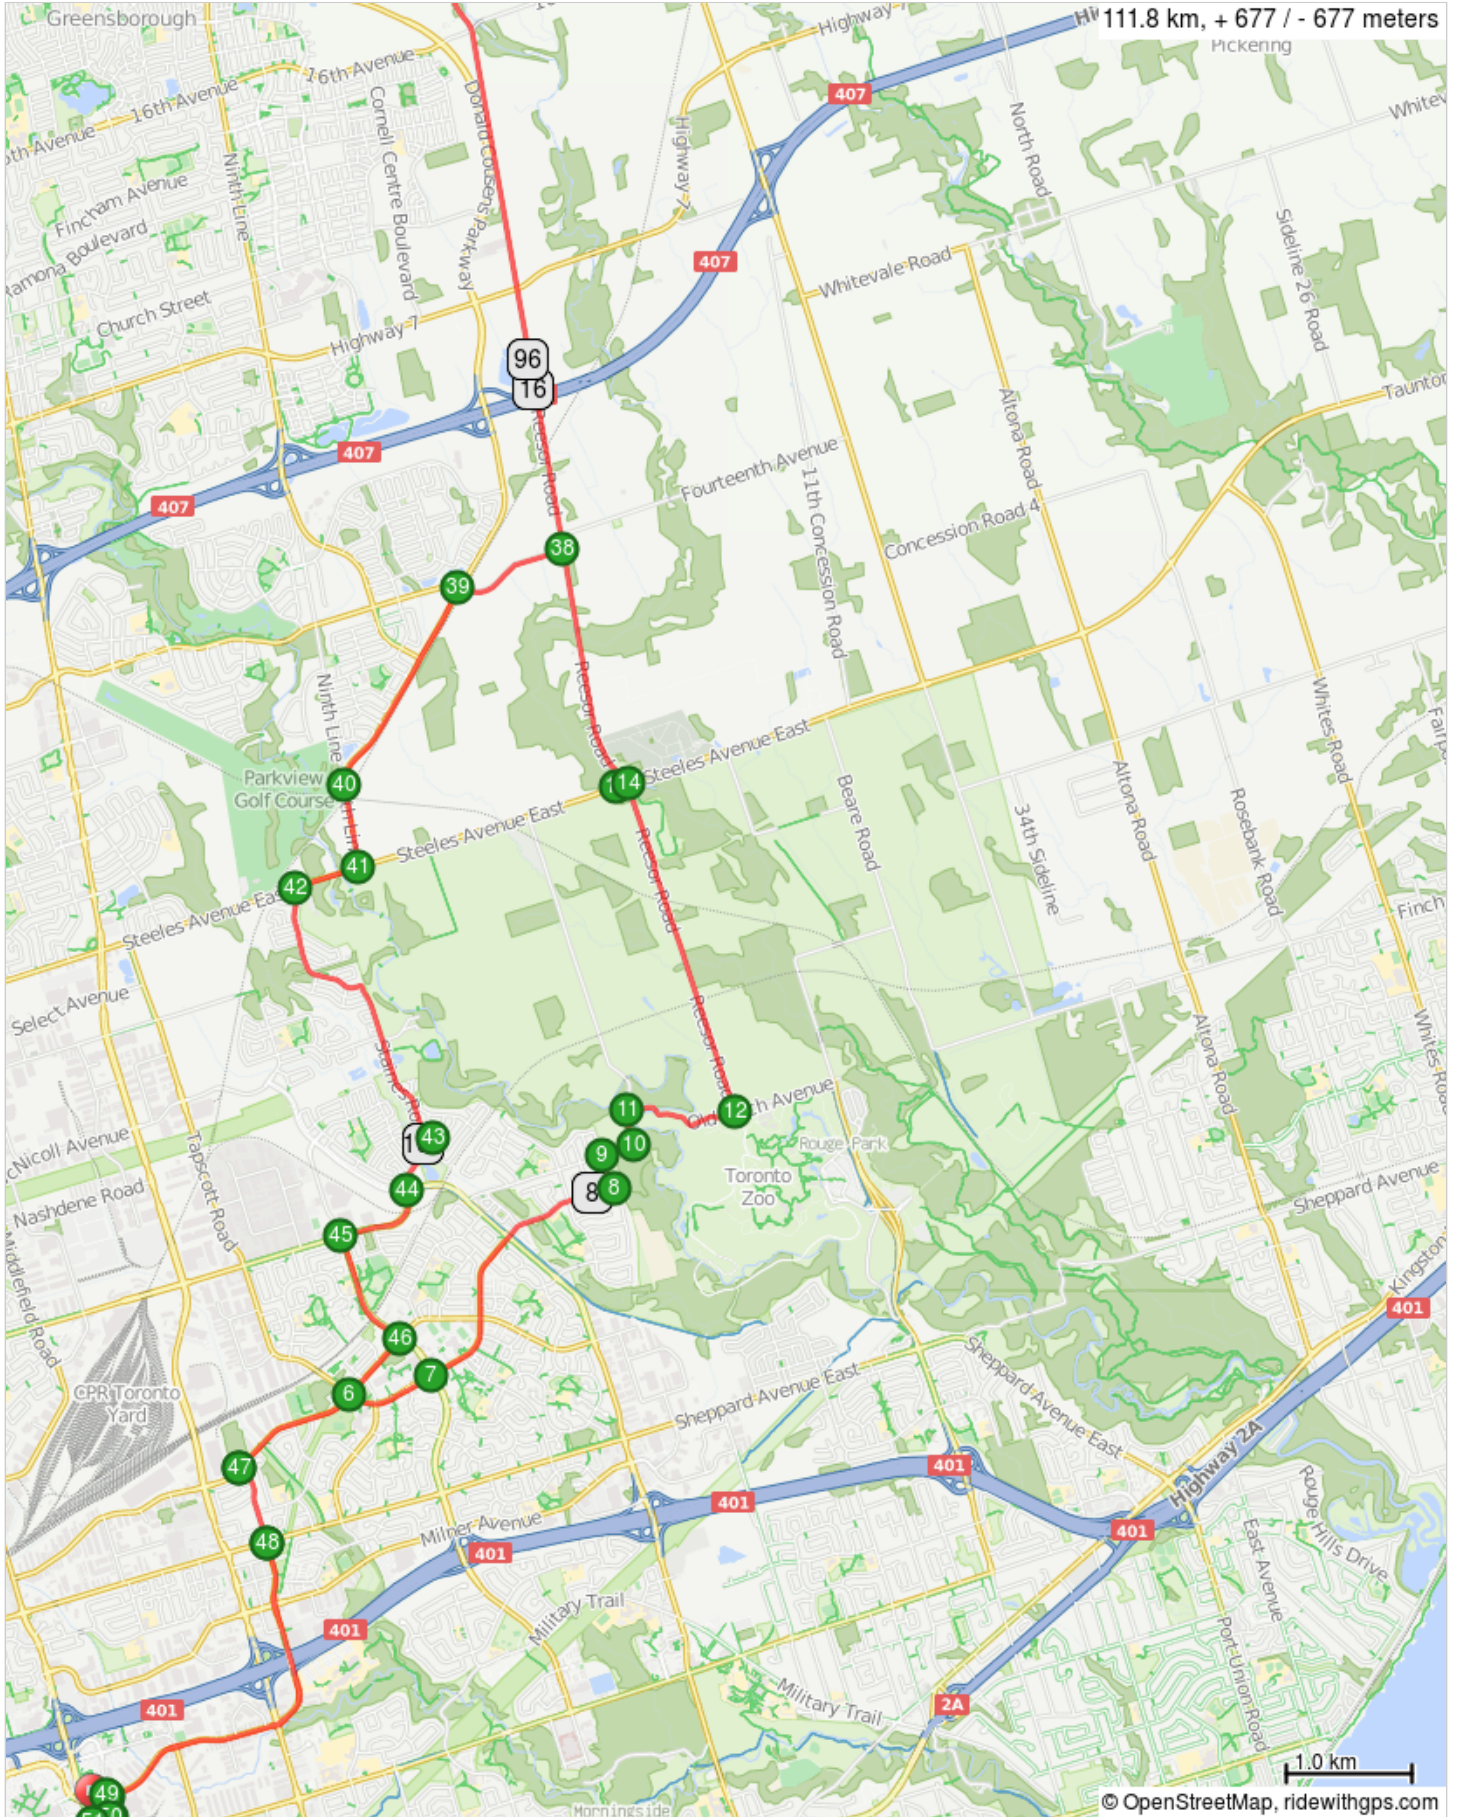 Greensborough
111.8 km, + 677 / - 677 meters
Pickering
Highway
16th Avenue
16th Avenue
Donald Cousens Parkway
Cornell Centre Boulevard
407
Highway 7
North Road
Ninth Line
Fincham Avenue
Ramona Boulevard
Church Street
Highway 7
407
Whitevale Road
Sideline 26 Road
96
16
Reesor Road
407
407
Altona Road
Taunton
Fourteenth Avenue
11th Concession Road
Concession Road 4
38
39
Reesor Road
Ninth Line
Whites Road
Parkview
Golf Course
40
14
Steeles Avenue East
Steeles Avenue East
41
42
Steeles Avenue East
Reesor Road
Beare Road
34th Sideline
Altona Road
Rosebank Road
Finch
Select Avenue
Reesor Road
Altona Road
Whites Road
11
12
43
10
9
8
8
Rouge Park
Toronto
Zoo
McNicoll Avenue
Tapscott Road
Nashdene Road
44
45
Sheppard Avenue
Middlefield Road
Kingston
401
46
7
6
CPR Toronto
Yard
Sheppard Avenue East
Sheppard Avenue East
47
48
Milner Avenue
401
401
401
401
Highway 2A
Rouge Hills Drive
East Avenue
Military Trail
401
401
Military Trail
2A
Port Union Road
1.0 km
49
Morningside
© OpenStreetMap, ridewithgps.com